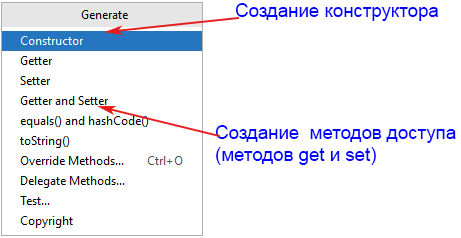 Generate
Создание конструктора
Constructor
Getter
Setter
Getter and Setter
equals() and hashCode()
toString()
Создание методов доступа
(методов get и set)
Override Methods... Ctrl+O
Delegate Methods...
Test...
Copyright